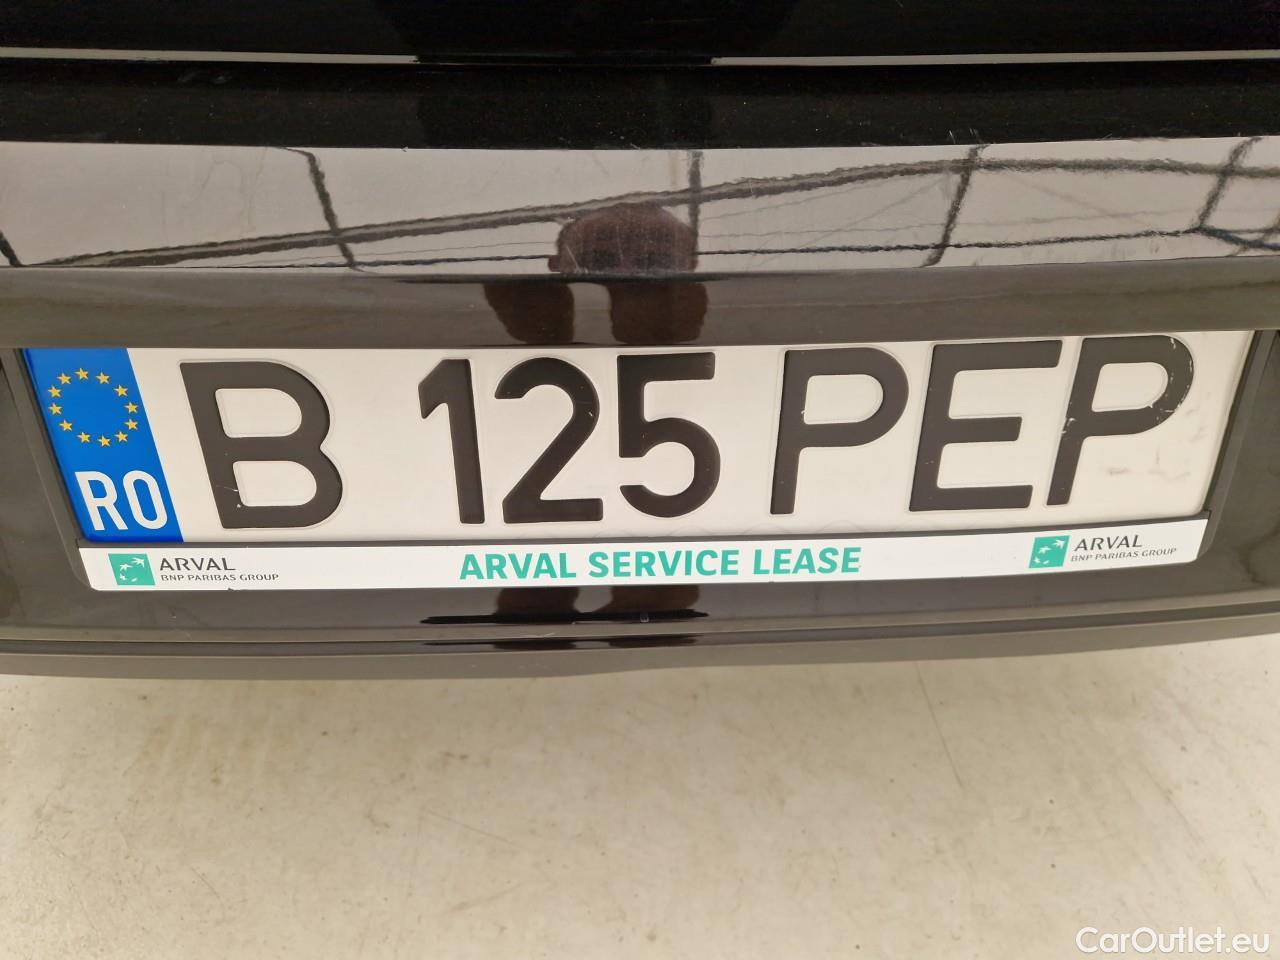 RO
B 125 PEP
ARVAL
BNP PARIBAS GROUP
ARVAL SERVICE LEASE
ARVAL
BNP PARIBAS GROUP
CarOutlet.eu